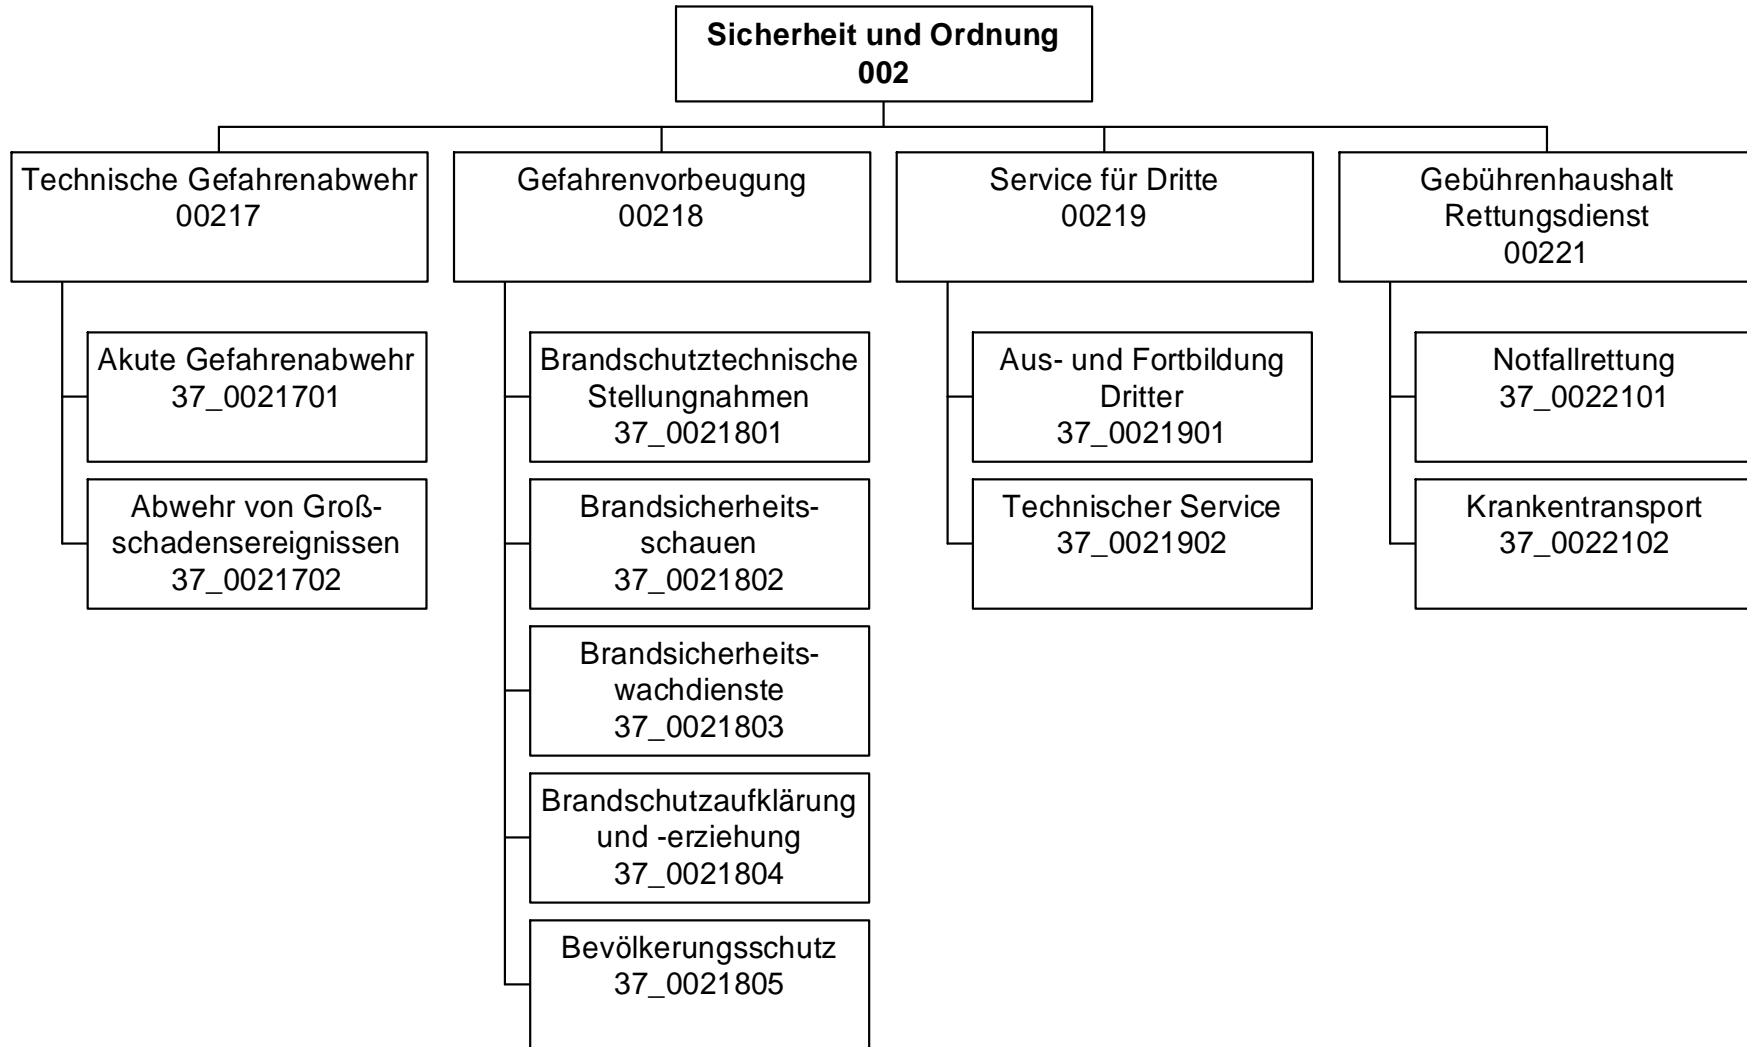 Sicherheit und Ordnung
002
Technische Gefahrenabwehr
00217
Gefahrenvorbeugung
00218
Service für Dritte
00219
Gebührenhaushalt
Rettungsdienst
00221
Akute Gefahrenabwehr
37_0021701
Abwehr von Groß-
schadensereignissen
37_0021702
Brandschutztechnische
Stellungnahmen
37_0021801
Brandsicherheits-
schauen
37_0021802
Brandsicherheits-
wachdienste
37_0021803
Brandschutzaufklärung
und -erziehung
37_0021804
Bevölkerungsschutz
37_0021805
Aus- und Fortbildung
Dritter
37_0021901
Technischer Service
37_0021902
Notfallrettung
37_0022101
Krankentransport
37_0022102